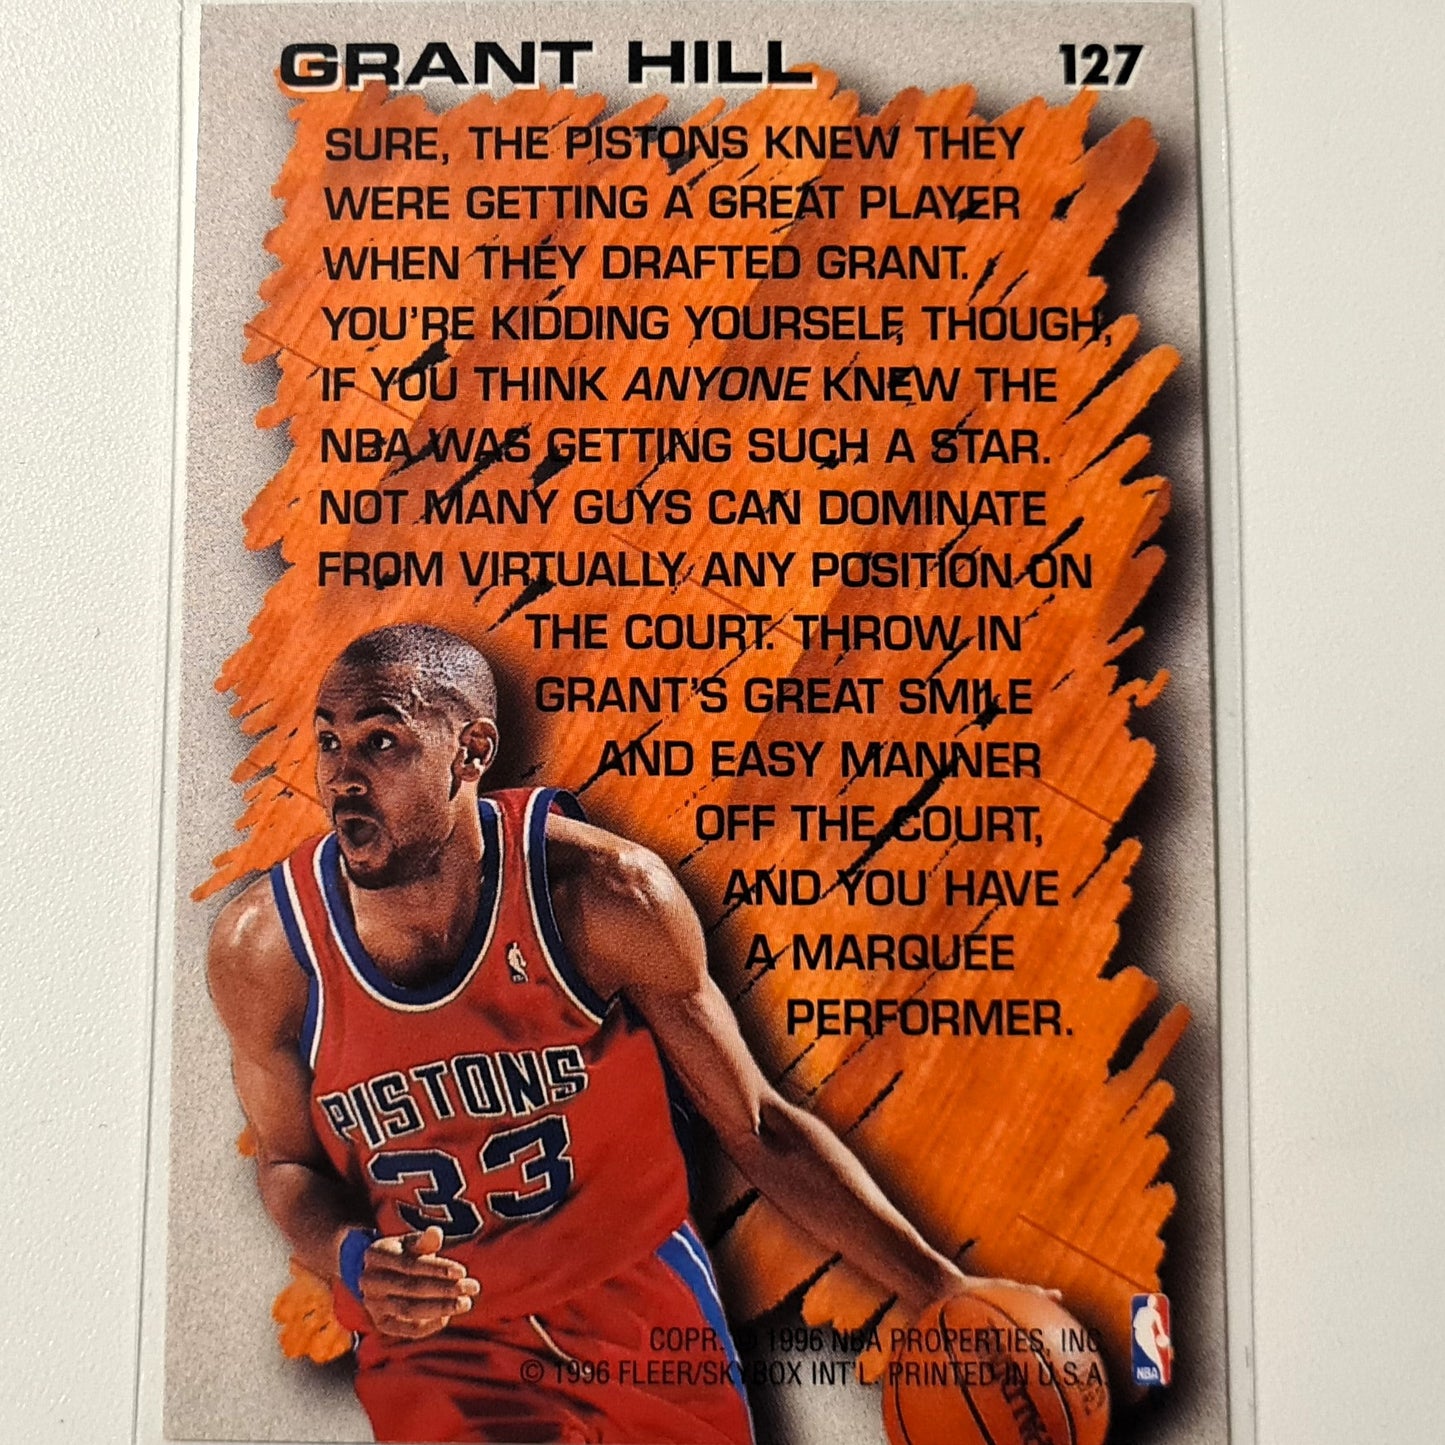 GRANT HILL 127
SURE, THE PISTONS KNEW THEY
WERE GETTING A GREAT PLAYER
WHEN THEY DRAFTED GRANT.
YOU'RE KIDDING YOURSELF, THOUGH,
IF YOU THINK ANYONE KNEW THE
NBA WAS GETTING SUCH A STAR.
NOT MANY GUYS CAN DOMINATE
FROM VIRTUALLY ANY POSITION ON
THE COURT. THROW IN
GRANT'S GREAT SMILE
AND EASY MANNER
OFF THE COURT,
AND YOU HAVE
A MARQUEE
PERFORMER.
PISTONS
33
COPR. © 1996 NBA PROPERTIES, INC.
© 1996 FLEER/SKYBOX INT'L. PRINTED IN U.S.A.
NBA